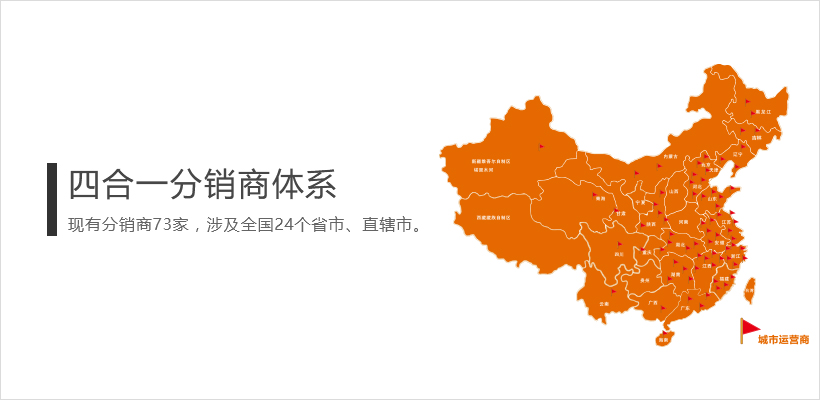 四合一分销商体系
现有分销商73家，涉及全国24个省市、直辖市。
黑龙江
吉林
辽宁
内蒙古
新疆维吾尔自治区
北京
天津
河北
山西
山东
青海
宁夏
甘肃
陕西
河南
江苏
西藏藏族自治区
安徽
湖北
四川
重庆
浙江
江西
湖南
贵州
福建
云南
广西
广东
台湾
海南
城市运营商